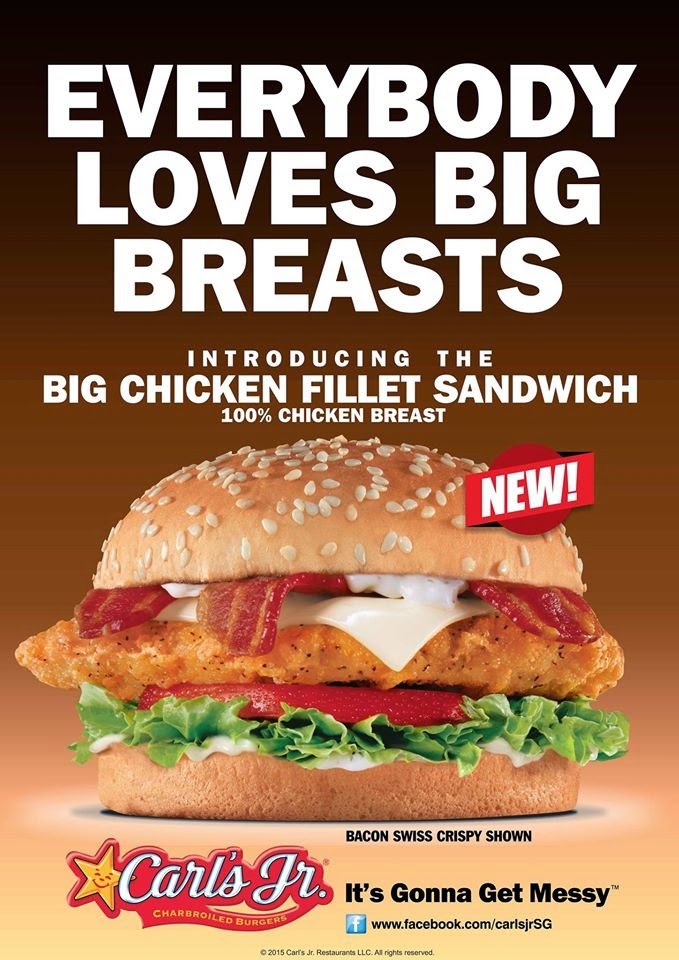 EVERYBODY
LOVES BIG
BREASTS
INTRODUCING THE
BIG CHICKEN FILLET SANDWICH
100% CHICKEN BREAST
NEW!
BACON SWISS CRISPY SHOWN
Carl's Jr.®
CHARBROILED BURGERS
It's Gonna Get Messy™
f www.facebook.com/carlsjrSG
© 2015 Carl's Jr. Restaurants LLC. All rights reserved.